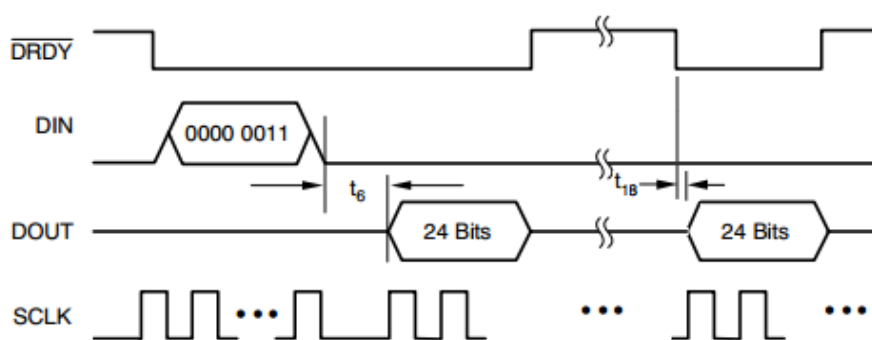 DRDY
DIN
0000 0011
t6
t1B
DOUT
24 Bits
24 Bits
SCLK